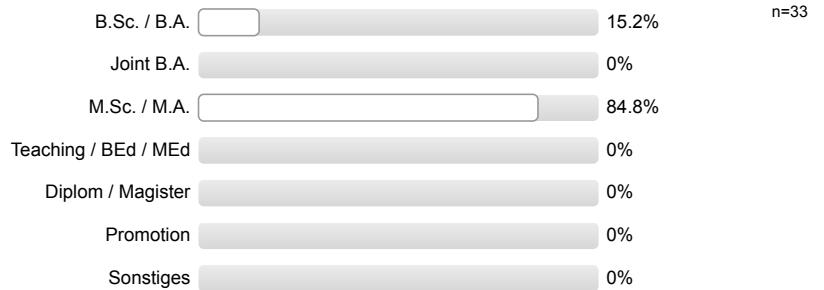 B.Sc. / B.A. 15.2% n=33
Joint B.A. 0%
M.Sc. / M.A. 84.8%
Teaching / BEd / MEd 0%
Diplom / Magister 0%
Promotion 0%
Sonstiges 0%